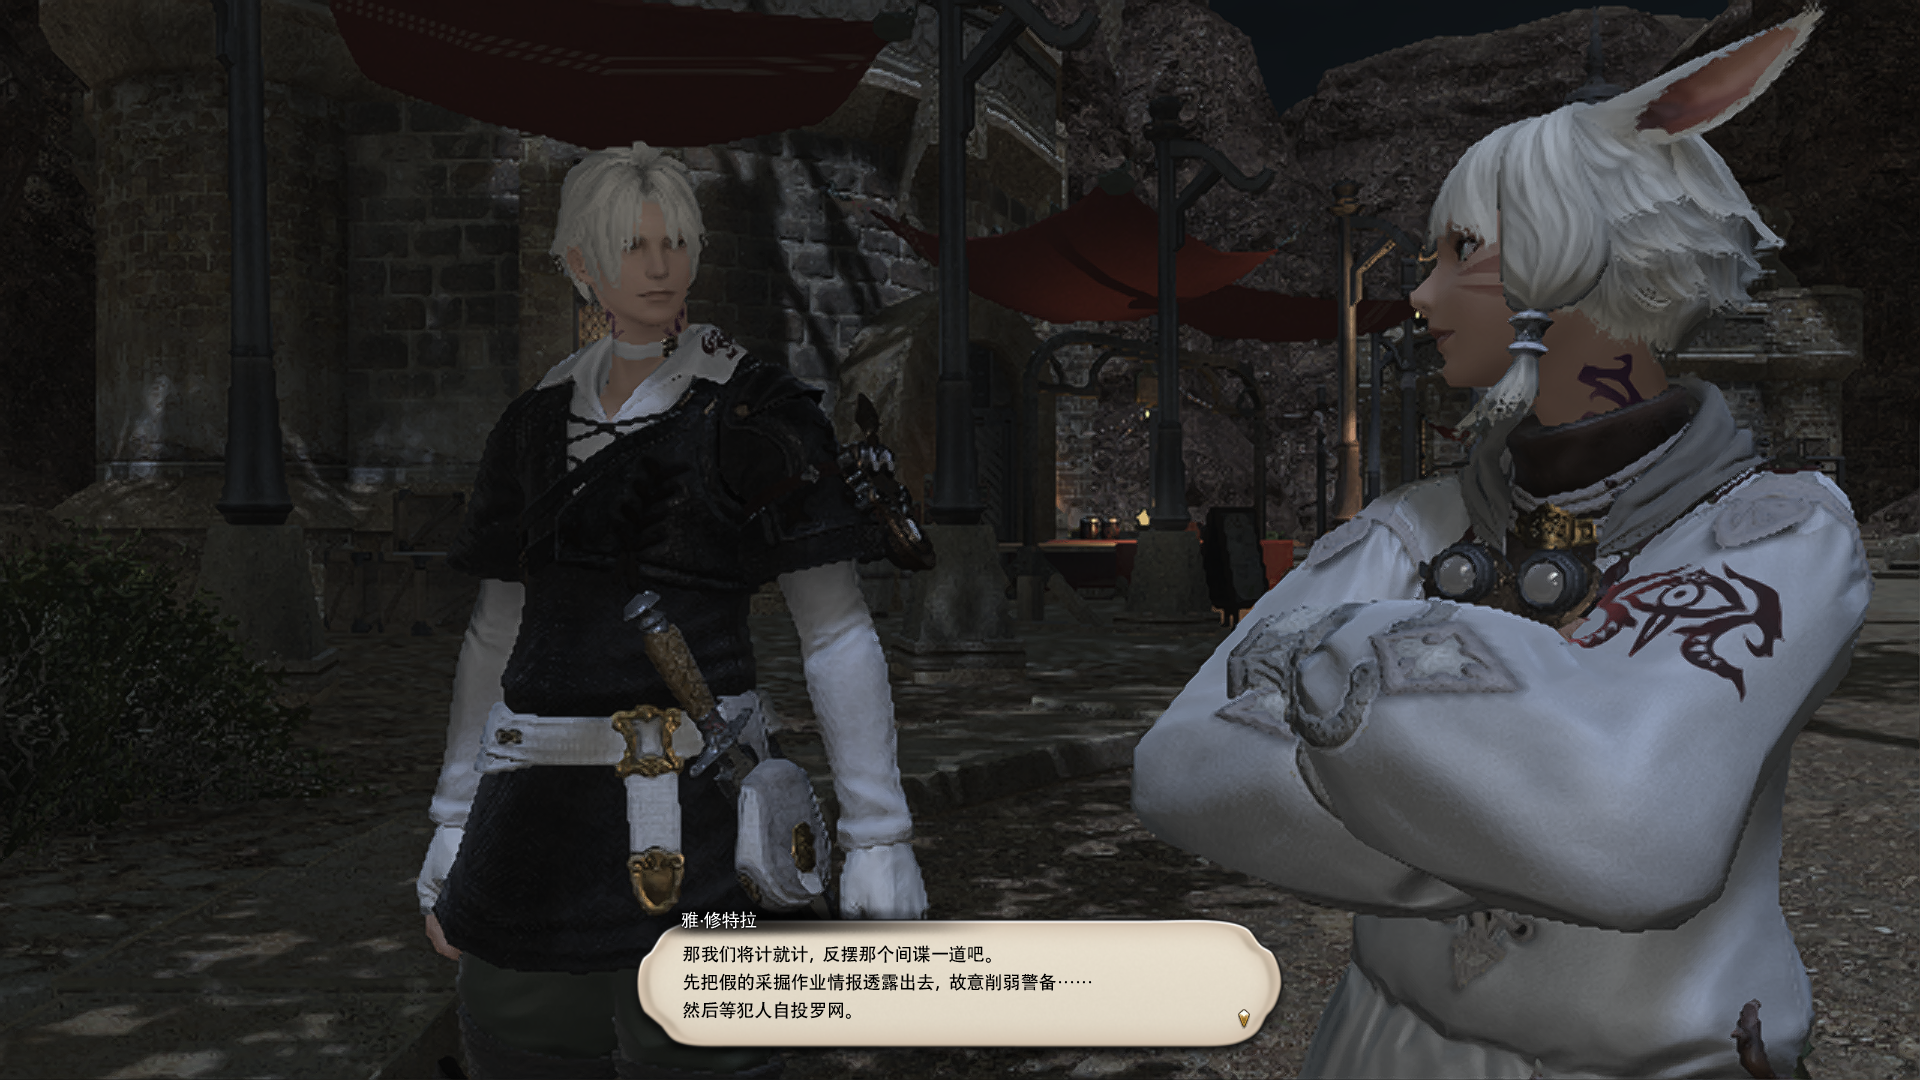 雅·修特拉
那我们将计就计，反摆那个间谍一道吧。
先把假的采掘作业情报透露出去，故意削弱警备……
然后等犯人自投罗网。